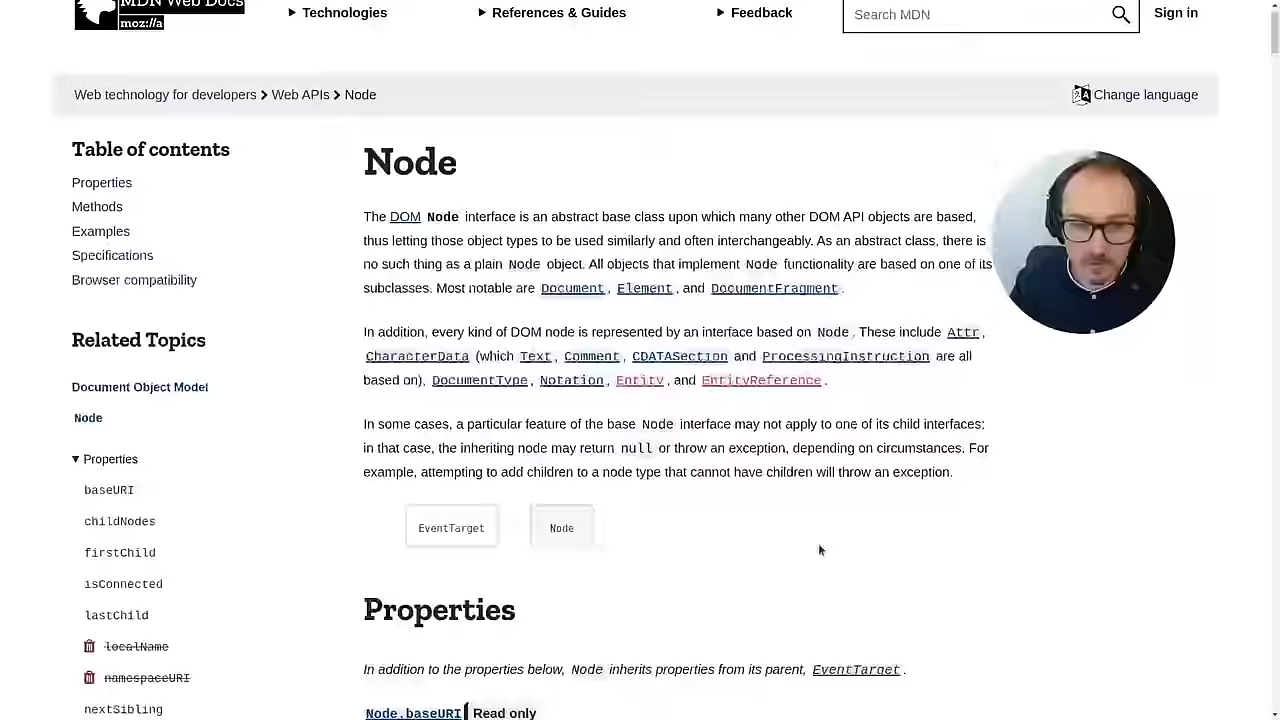 MDN Web Docs
moz://a
Technologies
References & Guides
Feedback
Search MDN
Sign in
Web technology for developers
Web APIs
Node
Change language
Table of contents
Properties
Methods
Examples
Specifications
Browser compatibility
Related Topics
Document Object Model
Node
Properties
baseURI
childNodes
firstChild
isConnected
lastChild
localName
namespaceURI
nextSibling
Node
The DOM Node interface is an abstract base class upon which many other DOM API objects are based,
thus letting those object types to be used similarly and often interchangeably. As an abstract class, there is
no such thing as a plain Node object. All objects that implement Node functionality are based on one of its
subclasses. Most notable are Document, Element, and DocumentFragment.
In addition, every kind of DOM node is represented by an interface based on Node. These include Attr,
CharacterData (which Text, Comment, CDATASection and ProcessingInstruction are all
based on), DocumentType, Notation, Entity, and EntityReference.
In some cases, a particular feature of the base Node interface may not apply to one of its child interfaces;
in that case, the inheriting node may return null or throw an exception, depending on circumstances. For
example, attempting to add children to a node type that cannot have children will throw an exception.
EventTarget
Node
Properties
In addition to the properties below, Node inherits properties from its parent, EventTarget.
Node.baseURI Read only